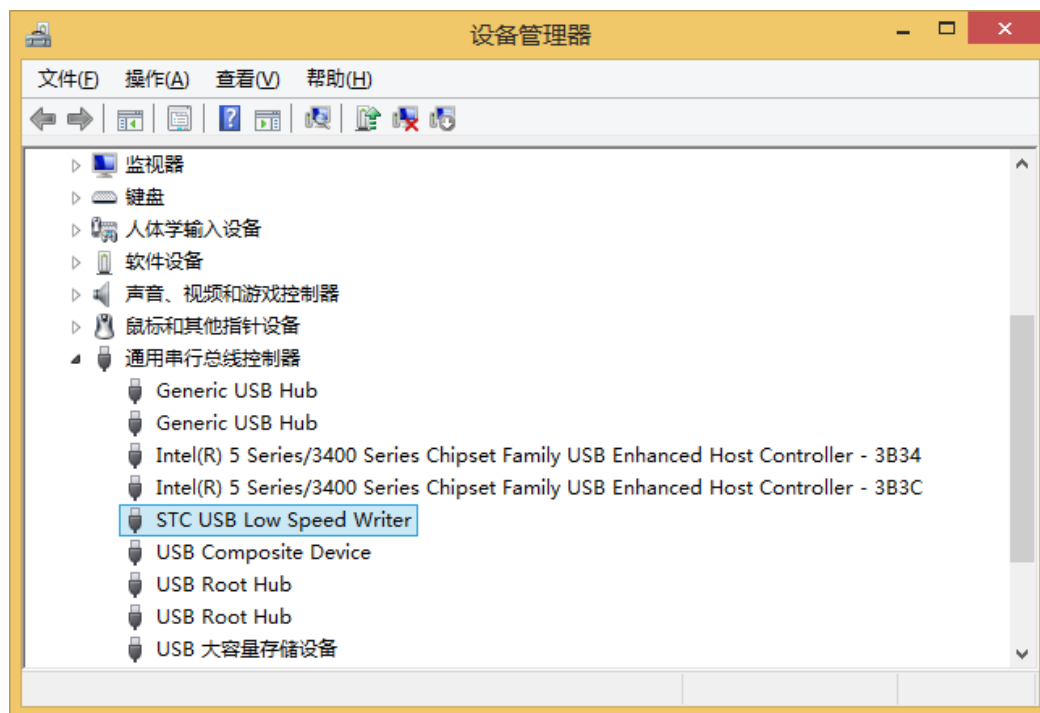 设备管理器
文件(F) 操作(A) 查看(V) 帮助(H)
监视器
键盘
人体学输入设备
软件设备
声音、视频和游戏控制器
鼠标和其他指针设备
通用串行总线控制器
Generic USB Hub
Generic USB Hub
Intel(R) 5 Series/3400 Series Chipset Family USB Enhanced Host Controller - 3B34
Intel(R) 5 Series/3400 Series Chipset Family USB Enhanced Host Controller - 3B3C
STC USB Low Speed Writer
USB Composite Device
USB Root Hub
USB Root Hub
USB 大容量存储设备